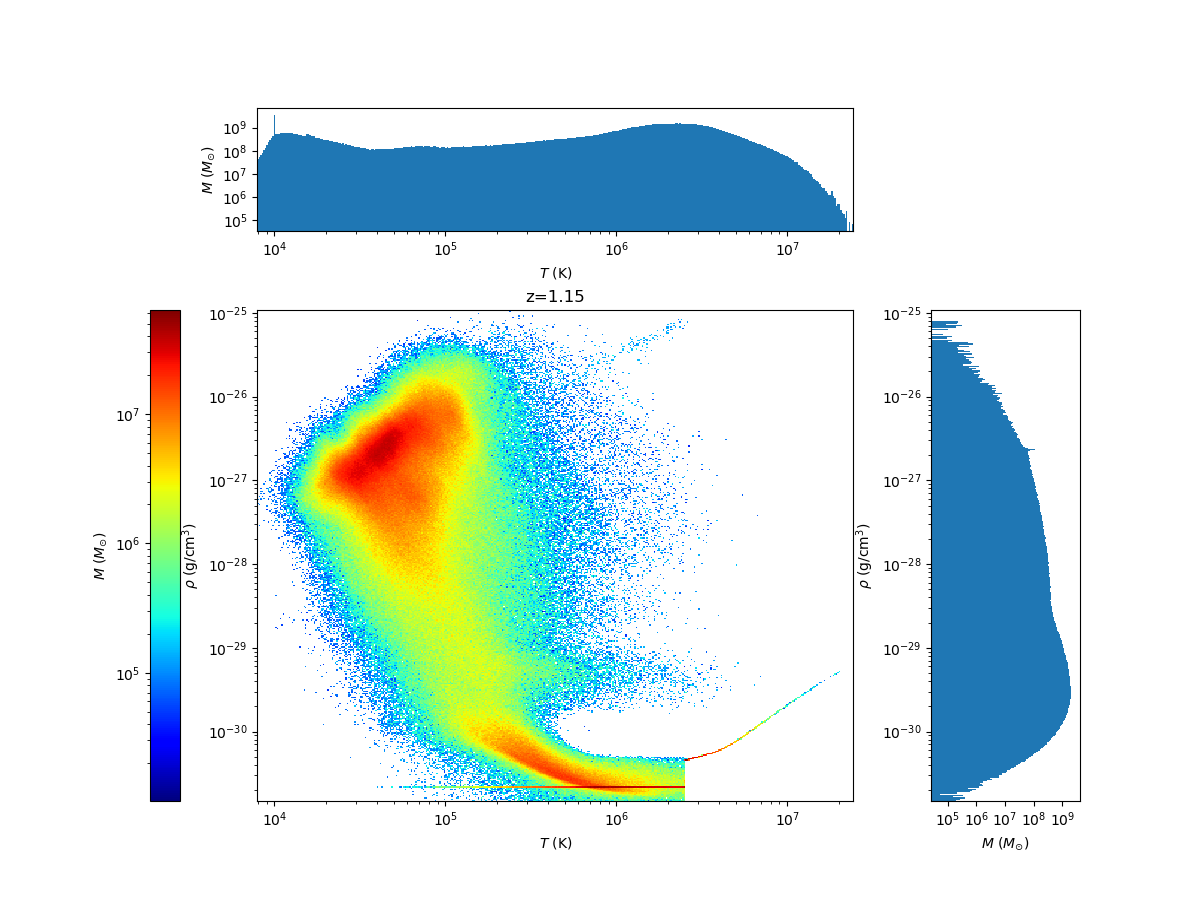 10⁹
10⁸
10⁷
10⁶
10⁵
M (M⊙)
10⁴ 10⁵ 10⁶ 10⁷
T (K)
z=1.15
10⁷
10⁶
10⁵
M (M⊙)
10⁻²⁵
10⁻²⁶
10⁻²⁷
10⁻²⁸
10⁻²⁹
10⁻³⁰
ρ (g/cm³)
10⁴ 10⁵ 10⁶ 10⁷
T (K)
10⁻²⁵
10⁻²⁶
10⁻²⁷
10⁻²⁸
10⁻²⁹
10⁻³⁰
ρ (g/cm³)
10⁵ 10⁶ 10⁷ 10⁸ 10⁹
M (M⊙)